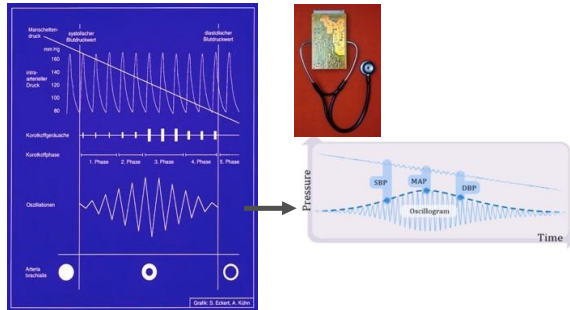 Manschetten-
druck
systolischer
Blutdruckwert
diastolischer
Blutdruckwert
mm Hg
160
140
120
100
80
intra-
arterieller
Druck
Korotkoffgeräusche
Korotkoffphase
1. Phase
2. Phase
3. Phase
4. Phase
5. Phase
Oszillationen
Arteria
brachialis
Grafik: S. Eckert, A. Kühn
Pressure
SBP
MAP
DBP
Oscillogram
Time